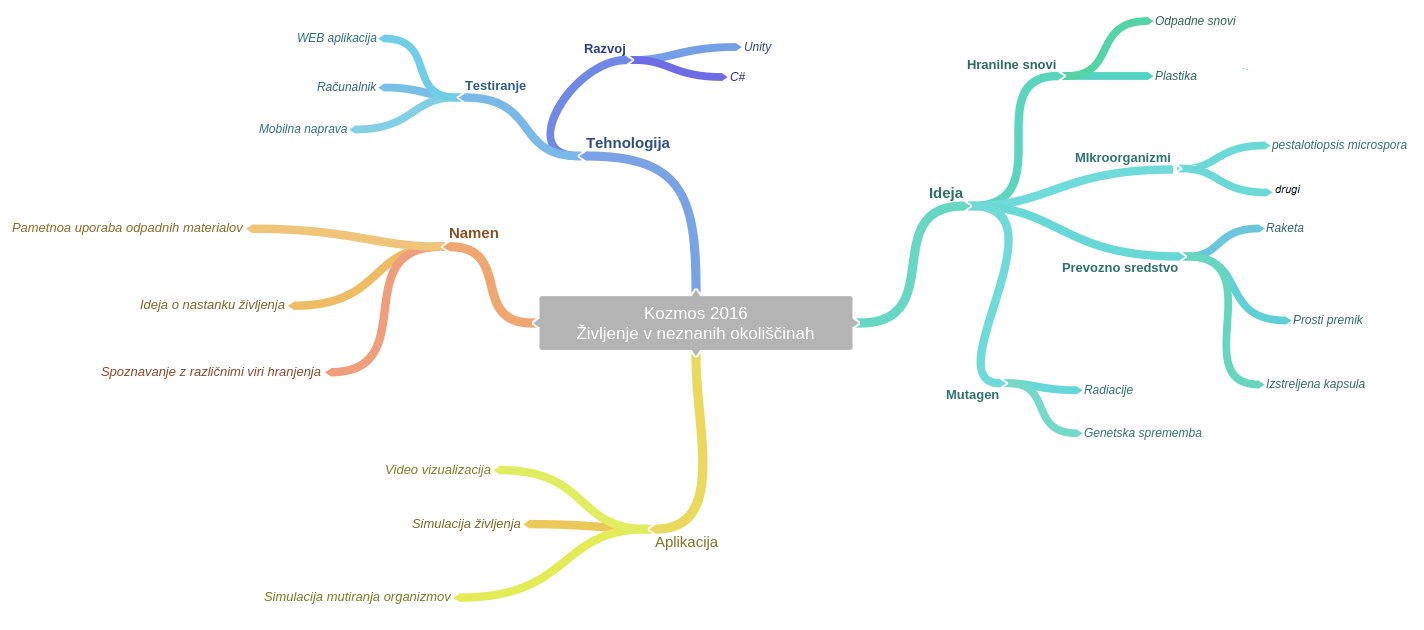 Kozmos 2016
Življenje v neznanih okoliščinah
Tehnologija
Razvoj
Unity
C#
Testiranje
WEB aplikacija
Računalnik
Mobilna naprava
Namen
Pametnoa uporaba odpadnih materialov
Ideja o nastanku življenja
Spoznavanje z različnimi viri hranjenja
Aplikacija
Video vizualizacija
Simulacija življenja
Simulacija mutiranja organizmov
Ideja
Hranilne snovi
Odpadne snovi
Plastika
MIkroorganizmi
pestalotiopsis microspora
drugi
Prevozno sredstvo
Raketa
Prosti premik
Izstreljena kapsula
Mutagen
Radiacije
Genetska sprememba